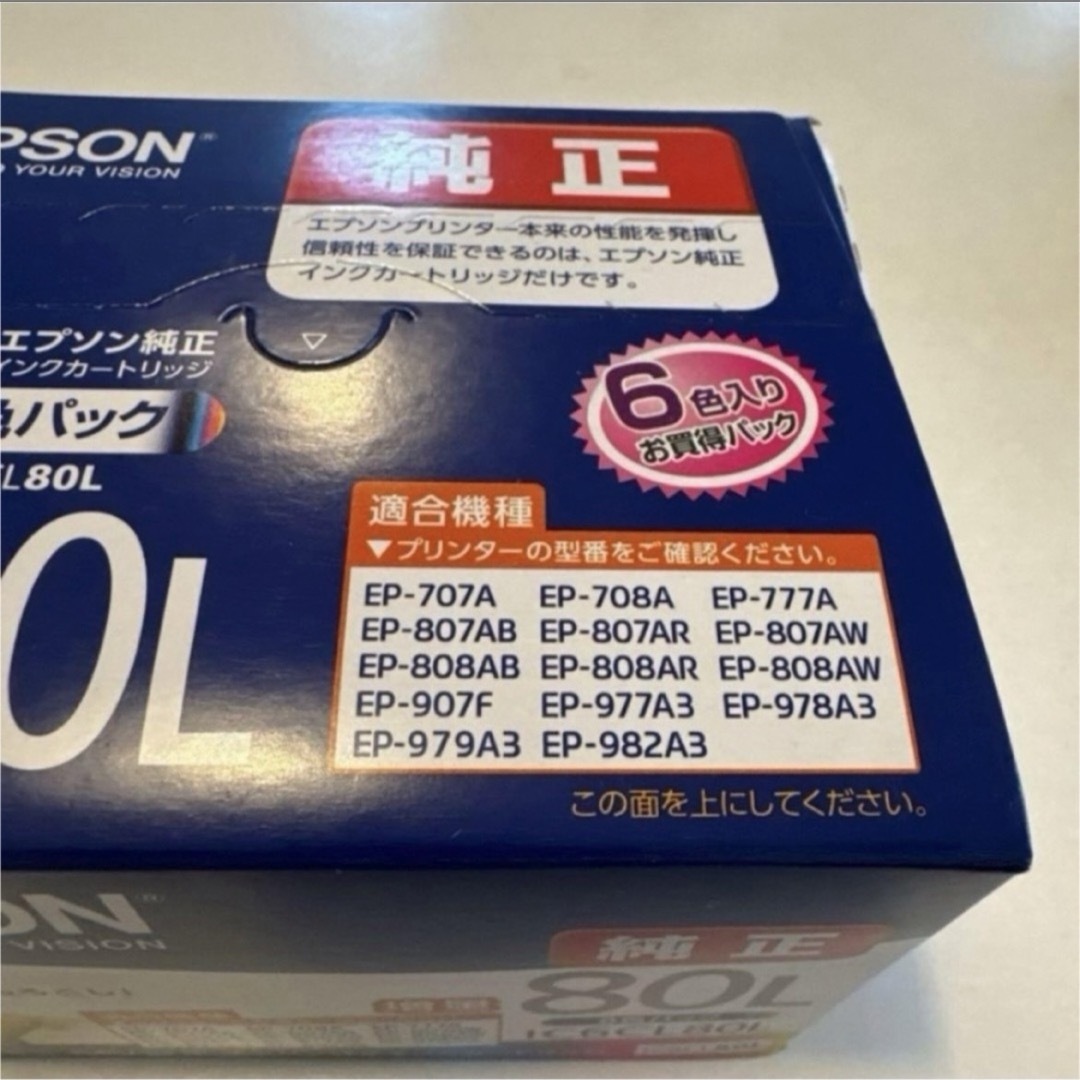 PSON®
YOUR VISION
純正
エプソンプリンター本来の性能を発揮し
信頼性を保証できるのは、エプソン純正
インクカートリッジだけです。
エプソン純正
インクカートリッジ
色パック
L80L
6色入り
お買得パック
0L
適合機種
▼プリンターの型番をご確認ください。
EP-707A EP-708A EP-777A
EP-807AB EP-807AR EP-807AW
EP-808AB EP-808AR EP-808AW
EP-907F EP-977A3 EP-978A3
EP-979A3 EP-982A3
この面を上にしてください。
ON®
VISION
純正
80L
増量
IC6CL80L